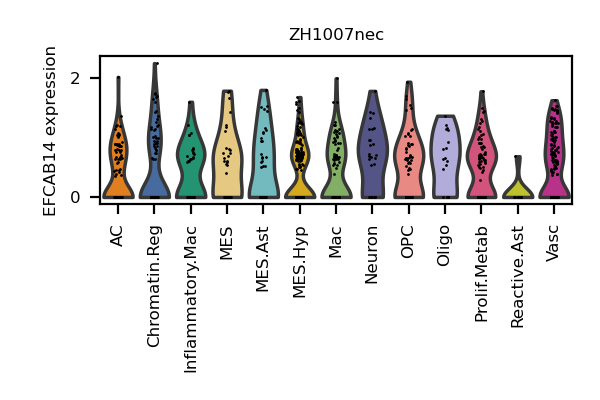 ZH1007nec
EFCAB14 expression
2
0
AC
Chromatin.Reg
Inflammatory.Mac
MES
MES.Ast
MES.Hyp
Mac
Neuron
OPC
Oligo
Prolif.Metab
Reactive.Ast
Vasc